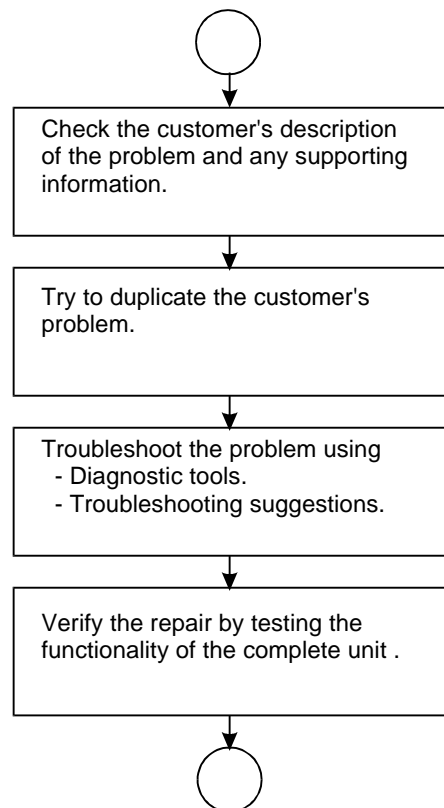 Check the customer's description
of the problem and any supporting
information.
Try to duplicate the customer's
problem.
Troubleshoot the problem using
- Diagnostic tools.
- Troubleshooting suggestions.
Verify the repair by testing the
functionality of the complete unit .